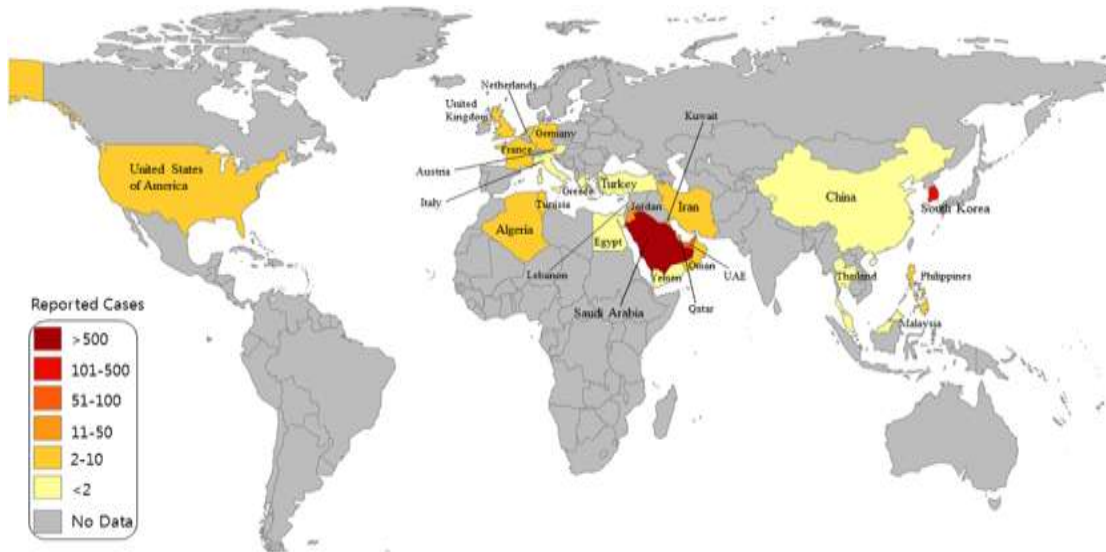 Netherlands
United
Kingdom
Germany
Kuwait
France
Austria
Italy
Greece
Turkey
Tunisia
Jordan
Iran
China
South Korea
United States
of America
Algeria
Egypt
Lebanon
Yemen
Oman
UAE
Qatar
Saudi Arabia
Thailand
Philippines
Malaysia
Reported Cases
>500
101-500
51-100
11-50
2-10
<2
No Data